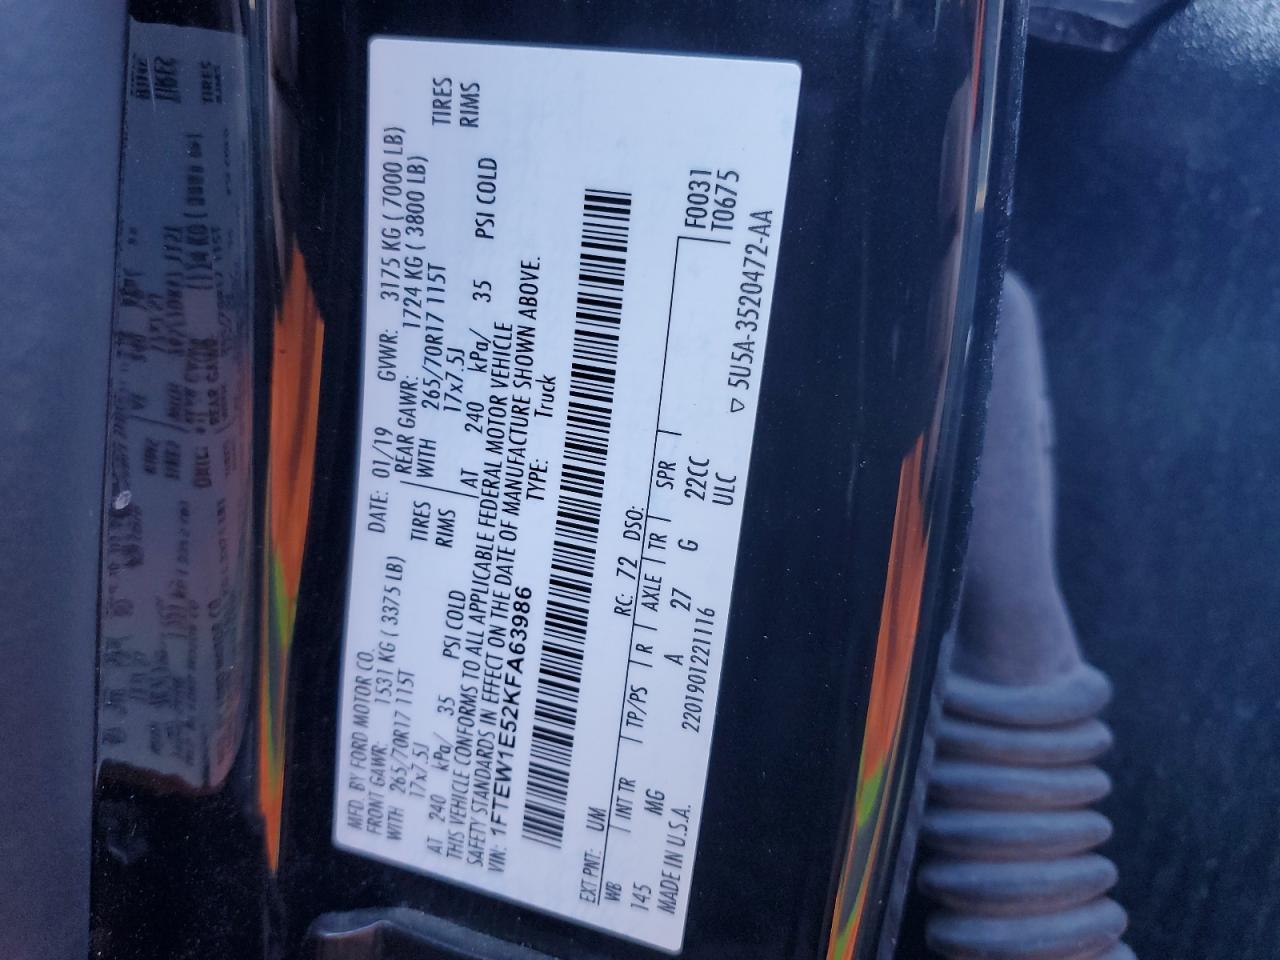 MFD. BY FORD MOTOR CO.
DATE: 01/19 GVWR: 3175 KG ( 7000 LB)
FRONT GAWR: 1531 KG ( 3375 LB) REAR GAWR: 1724 KG ( 3800 LB)
WITH 265/70R17 115T TIRES WITH 265/70R17 115T TIRES
17x7.5J RIMS 17x7.5J RIMS
AT 240 kPa/ 35 PSI COLD AT 240 kPa/ 35 PSI COLD
THIS VEHICLE CONFORMS TO ALL APPLICABLE FEDERAL MOTOR VEHICLE
SAFETY STANDARDS IN EFFECT ON THE DATE OF MANUFACTURE SHOWN ABOVE.
VIN: 1FTEW1E52KFA63986 TYPE: Truck
EXT PNT: UM RC: 72 DSO: F0031
WB INT TR TP/PS R AXLE TR SPR T0675
145 MG A 27 G 22CC
MADE IN U.S.A. 2201901221116 ULC
▽ 5U5A-3520472-AA